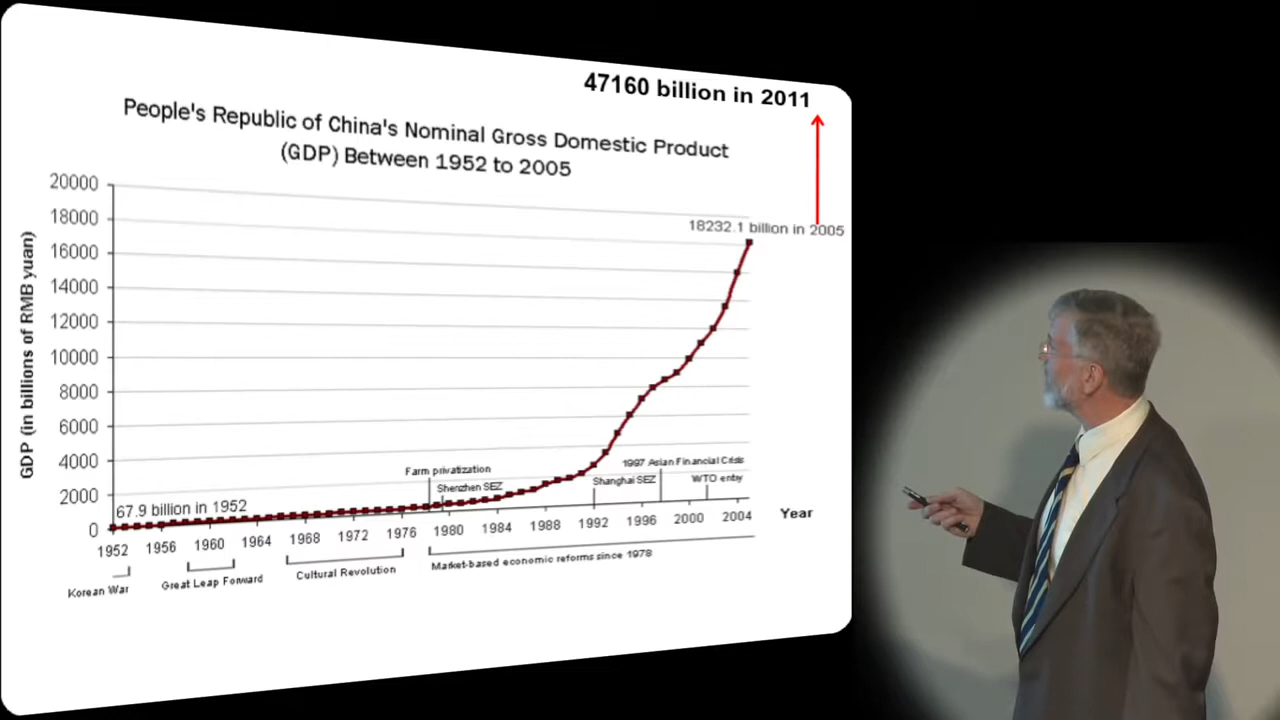 47160 billion in 2011
People's Republic of China's Nominal Gross Domestic Product
(GDP) Between 1952 to 2005
20000
18000
16000
14000
12000
10000
8000
6000
4000
2000
0
GDP (in billions of RMB yuan)
18232.1 billion in 2005
67.9 billion in 1952
Farm privatization
Shenzhen SEZ
1997 Asian Financial Crisis
Shanghai SEZ
WTO entry
1952 1956 1960 1964 1968 1972 1976 1980 1984 1988 1992 1996 2000 2004
Year
Korean War
Great Leap Forward
Cultural Revolution
Market-based economic reforms since 1978